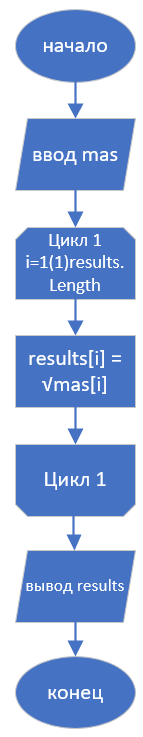 начало
ввод mas
Цикл 1
i=1(1)results.
Length
results[i] =
√mas[i]
Цикл 1
вывод results
конец